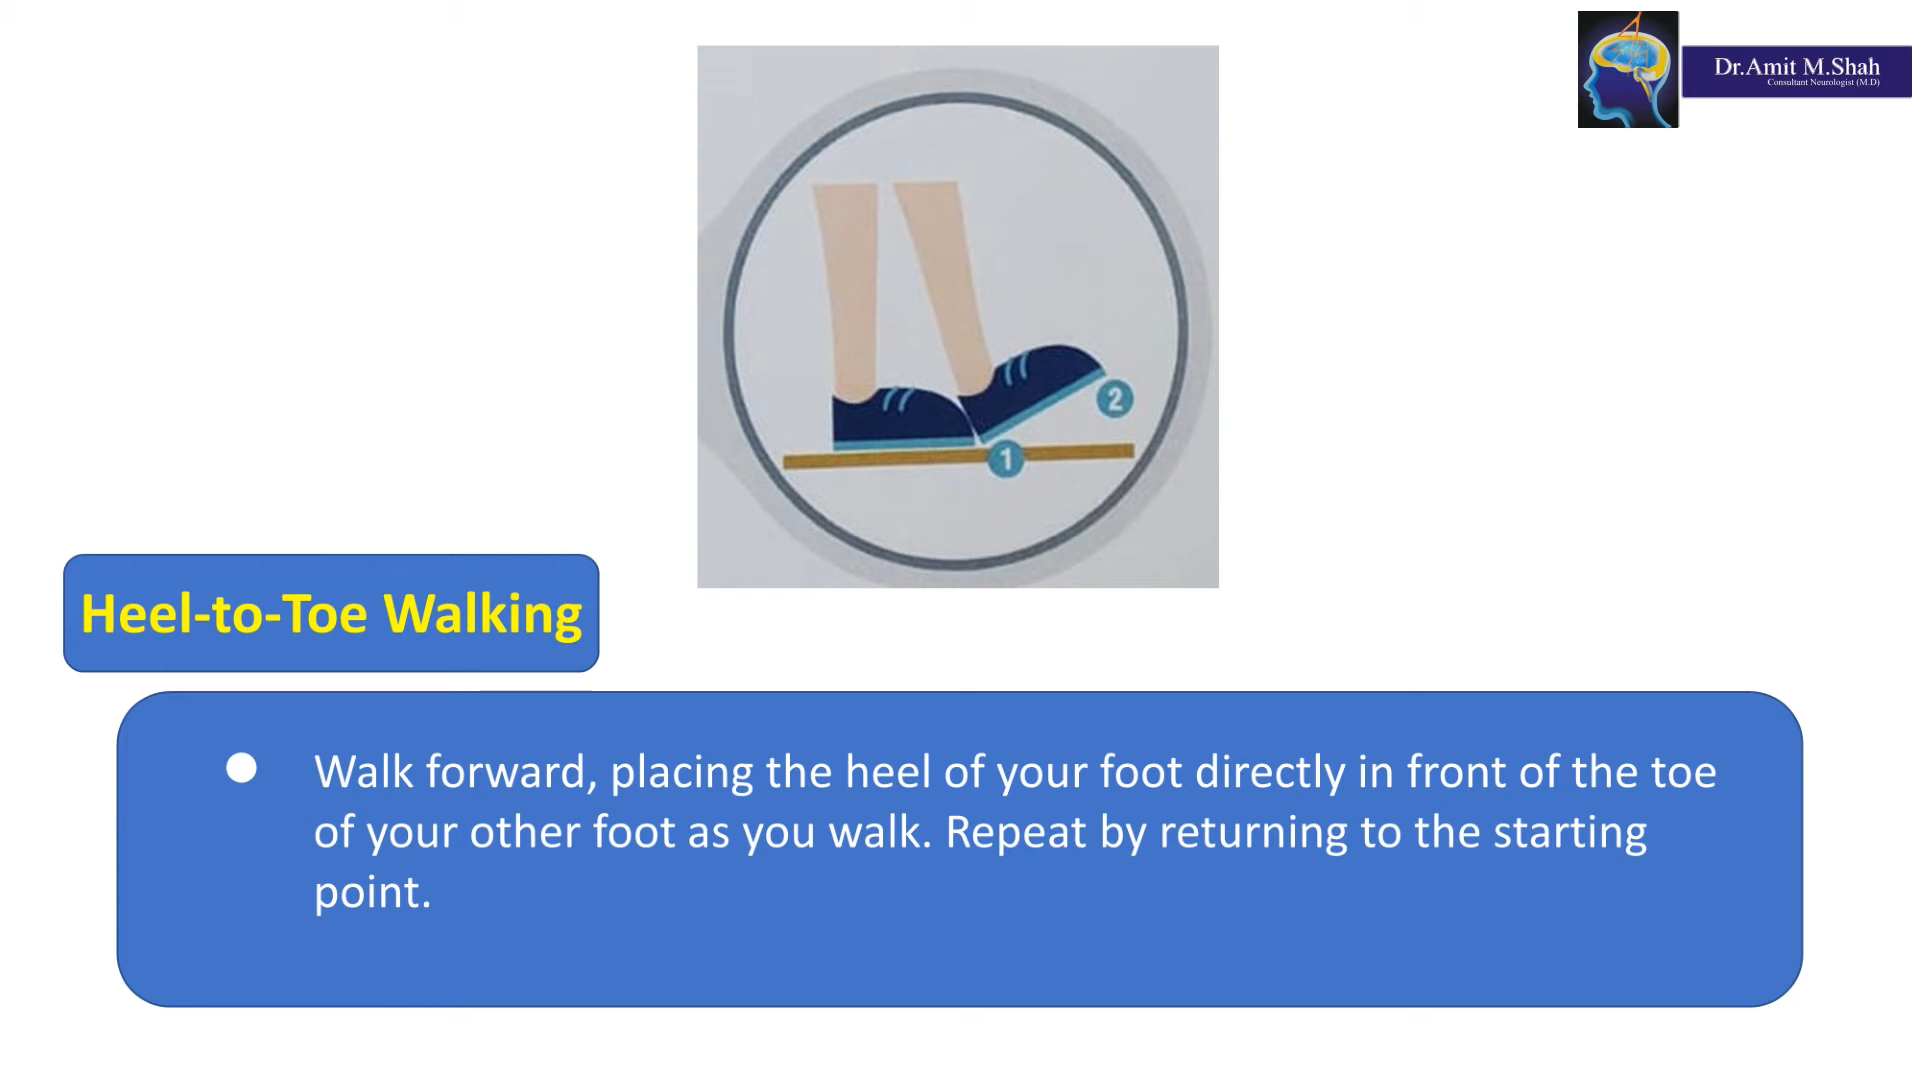 Dr.Amit M.Shah
Consultant Neurologist (M.D)
2
1
Heel-to-Toe Walking
Walk forward, placing the heel of your foot directly in front of the toe
of your other foot as you walk. Repeat by returning to the starting
point.